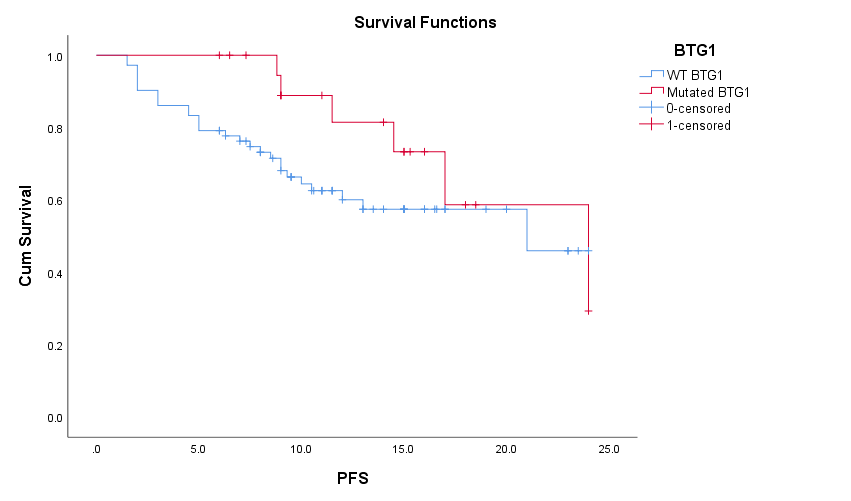 Survival Functions
BTG1
WT BTG1
Mutated BTG1
0-censored
1-censored
1.0
0.8
0.6
0.4
0.2
0.0
Cum Survival
.0 5.0 10.0 15.0 20.0 25.0
PFS